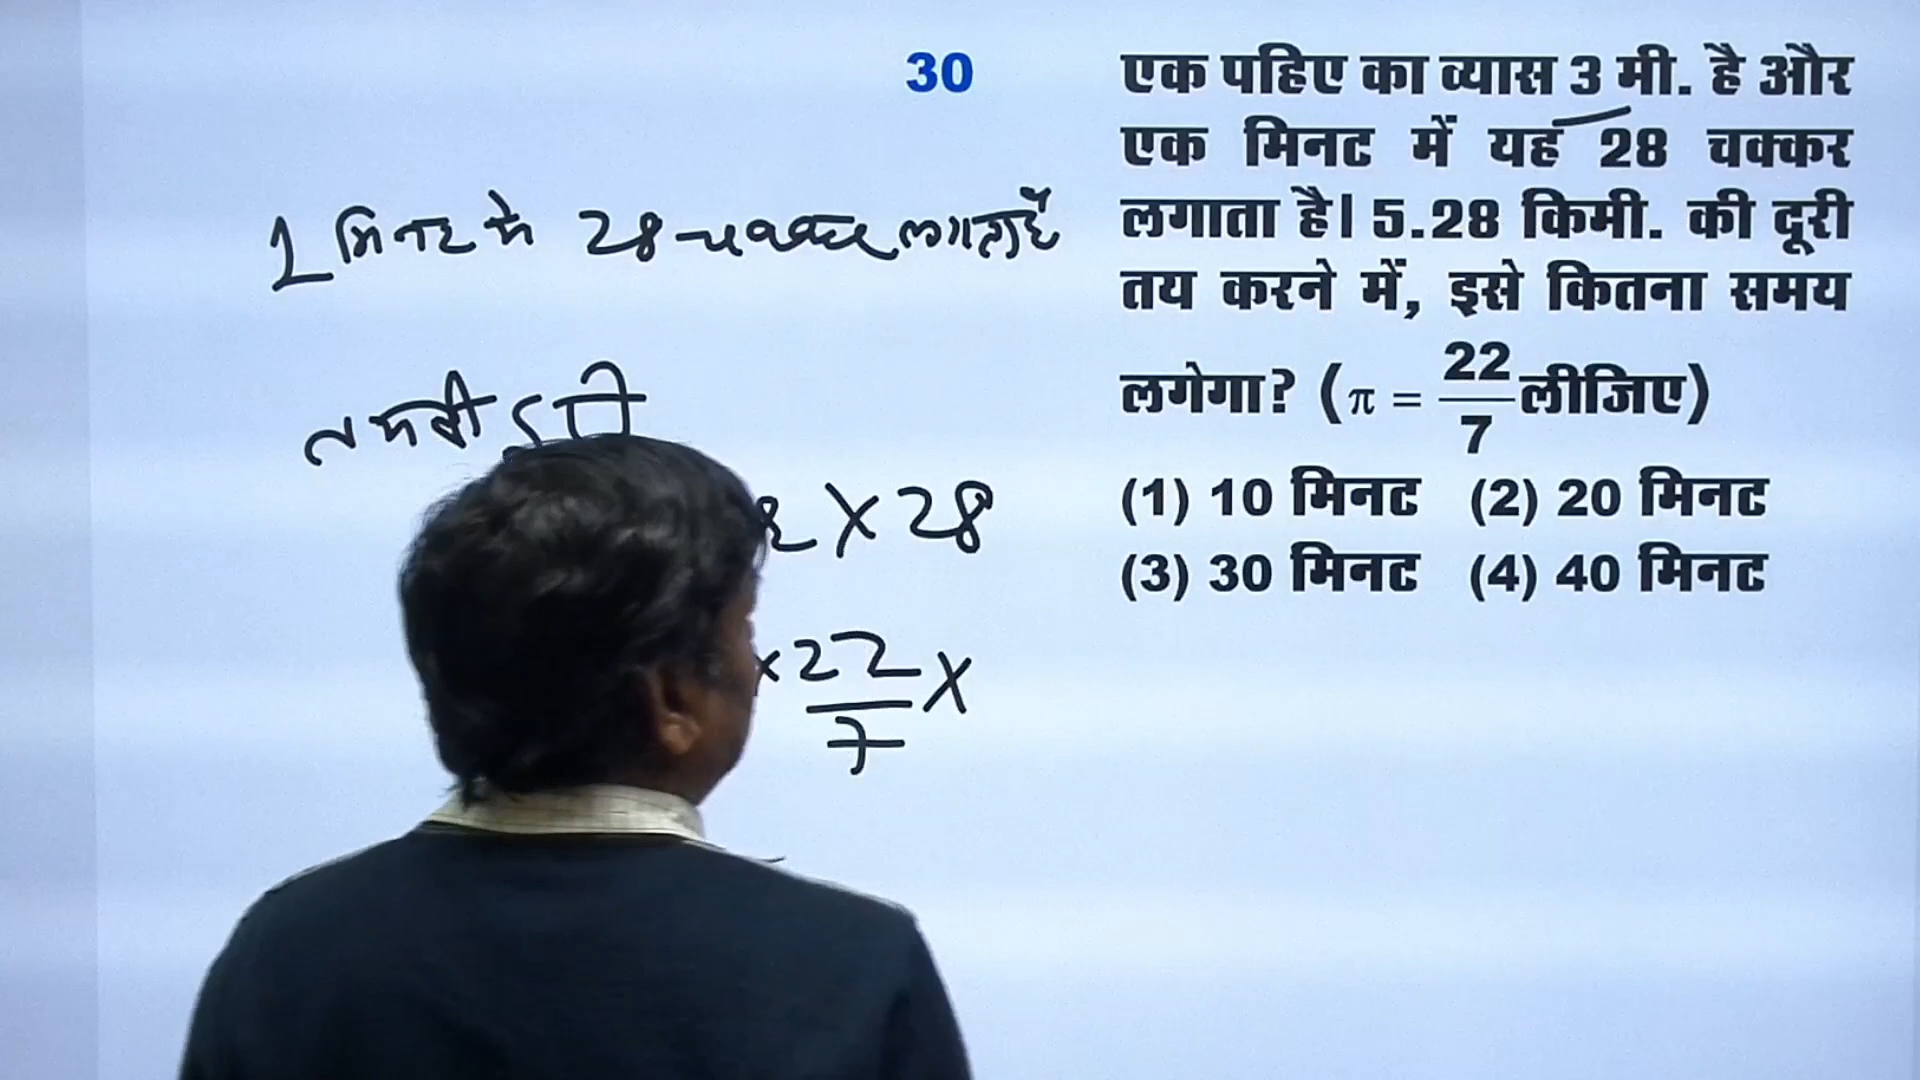 30
एक पहिए का व्यास 3 मी. है और
एक मिनट में यह 28 चक्कर
लगाता है। 5.28 किमी. की दूरी
तय करने में, इसे कितना समय
लगेगा? (π = 22/7 लीजिए)
(1) 10 मिनट (2) 20 मिनट
(3) 30 मिनट (4) 40 मिनट
1 मिनट में 28 चक्कर लगाता है
× 28
× 22/7 ×